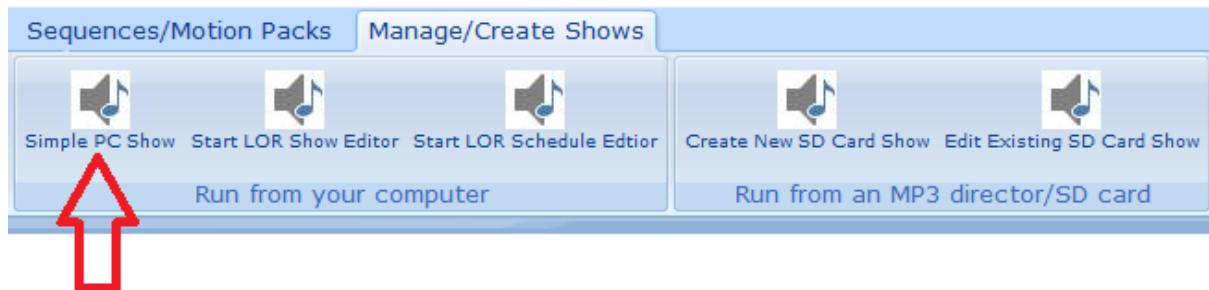 Sequences/Motion Packs Manage/Create Shows
Simple PC Show Start LOR Show Editor Start LOR Schedule Edtior Create New SD Card Show Edit Existing SD Card Show
Run from your computer Run from an MP3 director/SD card